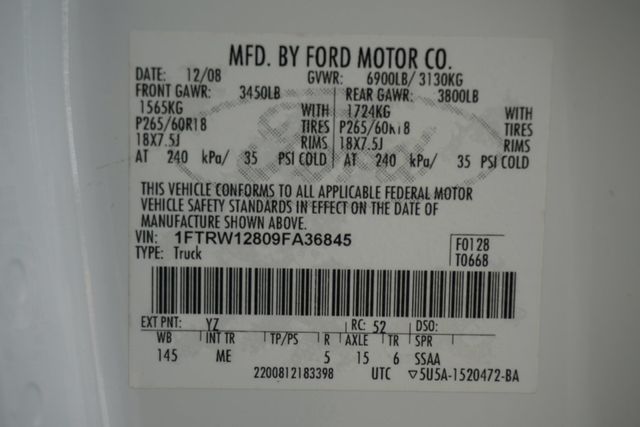 MFD. BY FORD MOTOR CO.
DATE: 12/08 GVWR: 6900LB/ 3130KG
FRONT GAWR: 3450LB REAR GAWR: 3800LB
1565KG WITH 1724KG WITH
P265/60R18 TIRES P265/60R18 TIRES
18X7.5J RIMS 18X7.5J RIMS
AT 240 kPa/ 35 PSI COLD AT 240 kPa/ 35 PSI COLD
THIS VEHICLE CONFORMS TO ALL APPLICABLE FEDERAL MOTOR
VEHICLE SAFETY STANDARDS IN EFFECT ON THE DATE OF
MANUFACTURE SHOWN ABOVE.
VIN: 1FTRW12809FA36845 F0128
TYPE: Truck T0668
EXT PNT: YZ RC: 52 DSO:
WB INT TR TP/PS R AXLE TR SPR
145 ME 5 15 6 SSAA
2200812183398 UTC ▽5U5A-1520472-BA
Ford